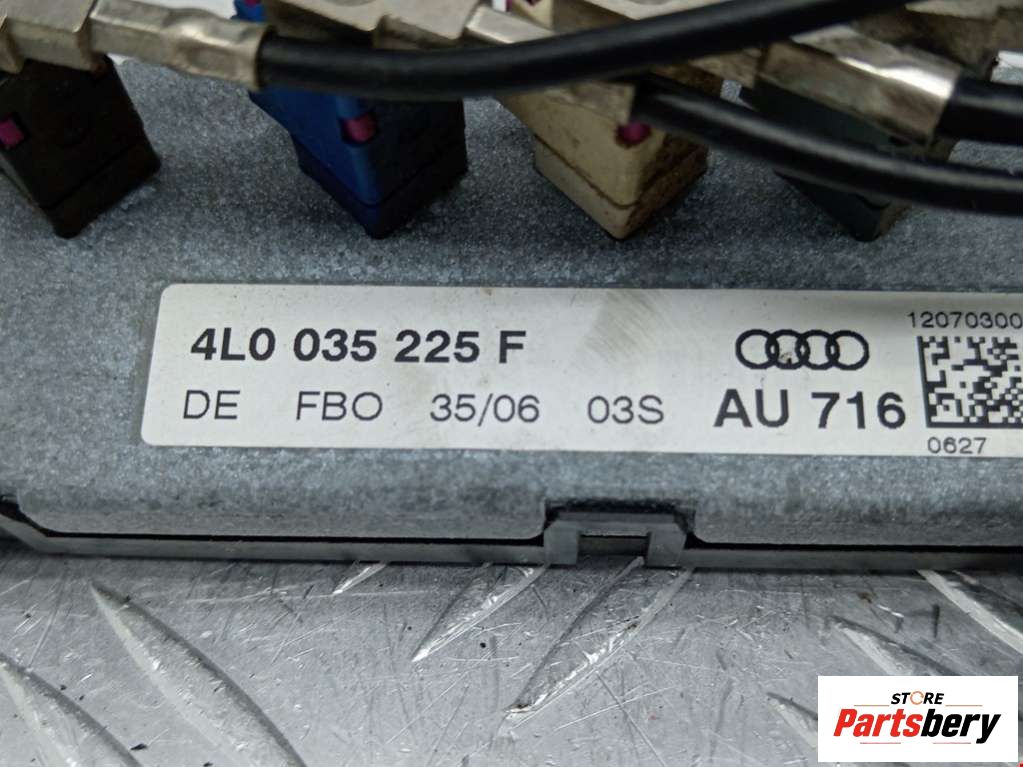 4L0 035 225 F
DE FBO 35/06 03S
AU 716
12070300
0627
STORE
Partsbery